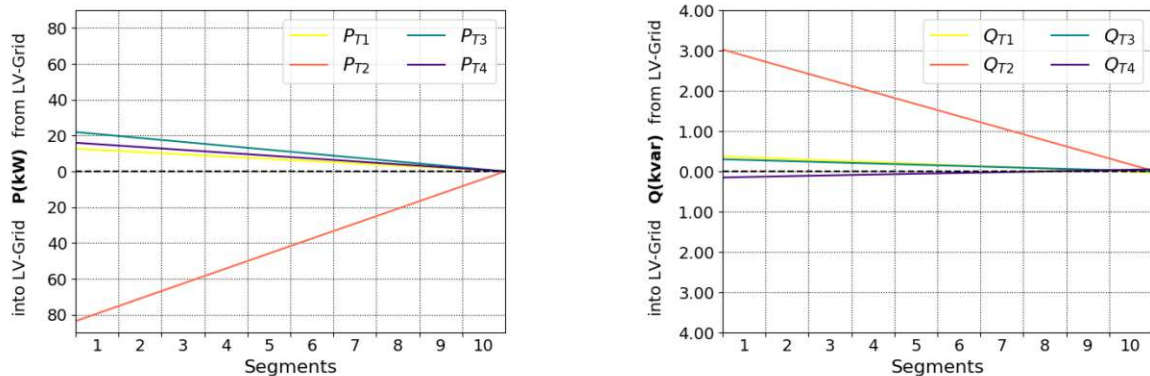 into LV-Grid P(kW) from LV-Grid
80
60
40
20
0
20
40
60
80
P_T1 P_T3
P_T2 P_T4
1 2 3 4 5 6 7 8 9 10
Segments
into LV-Grid Q(kvar) from LV-Grid
4.00
3.00
2.00
1.00
0.00
1.00
2.00
3.00
4.00
Q_T1 Q_T3
Q_T2 Q_T4
1 2 3 4 5 6 7 8 9 10
Segments